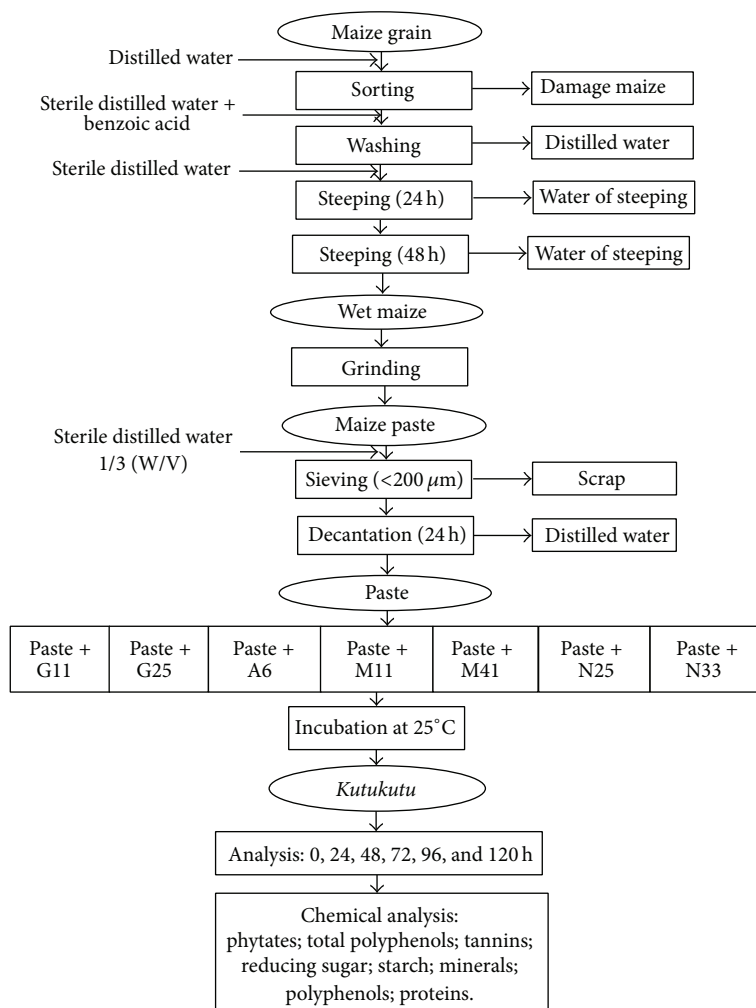 Maize grain
Distilled water
Sorting
Damage maize
Sterile distilled water +
benzoic acid
Washing
Distilled water
Sterile distilled water
Steeping (24 h)
Water of steeping
Steeping (48 h)
Water of steeping
Wet maize
Grinding
Maize paste
Sterile distilled water
1/3 (W/V)
Sieving (<200 µm)
Scrap
Decantation (24 h)
Distilled water
Paste
Paste +
G11
Paste +
G25
Paste +
A6
Paste +
M11
Paste +
M41
Paste +
N25
Paste +
N33
Incubation at 25°C
Kutukutu
Analysis: 0, 24, 48, 72, 96, and 120 h
Chemical analysis:
phytates; total polyphenols; tannins;
reducing sugar; starch; minerals;
polyphenols; proteins.